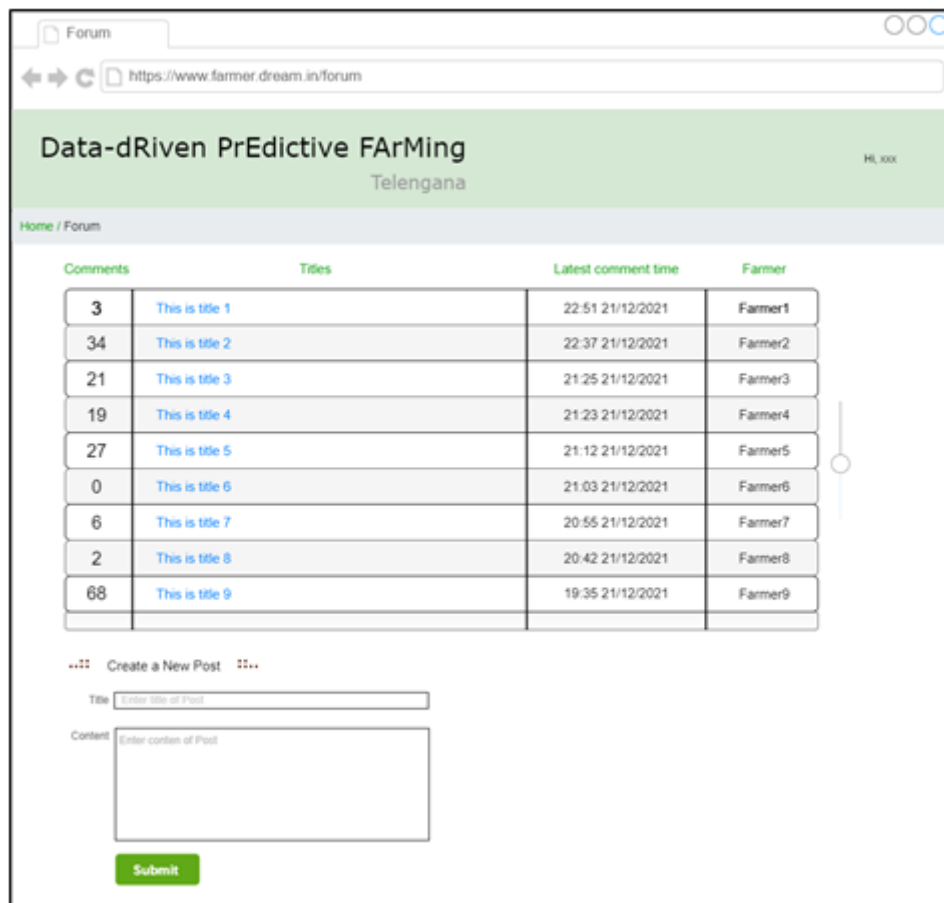 Forum
https://www.farmer.dream.in/forum
Data-dRiven PrEdictive FArMing
Telengana
Hi, xxx
Home / Forum
Comments Titles Latest comment time Farmer
3 This is title 1 22:51 21/12/2021 Farmer1
34 This is title 2 22:37 21/12/2021 Farmer2
21 This is title 3 21:25 21/12/2021 Farmer3
19 This is title 4 21:23 21/12/2021 Farmer4
27 This is title 5 21:12 21/12/2021 Farmer5
0 This is title 6 21:03 21/12/2021 Farmer6
6 This is title 7 20:55 21/12/2021 Farmer7
2 This is title 8 20:42 21/12/2021 Farmer8
68 This is title 9 19:35 21/12/2021 Farmer9
Create a New Post
Title Enter title of Post
Content Enter conten of Post
Submit